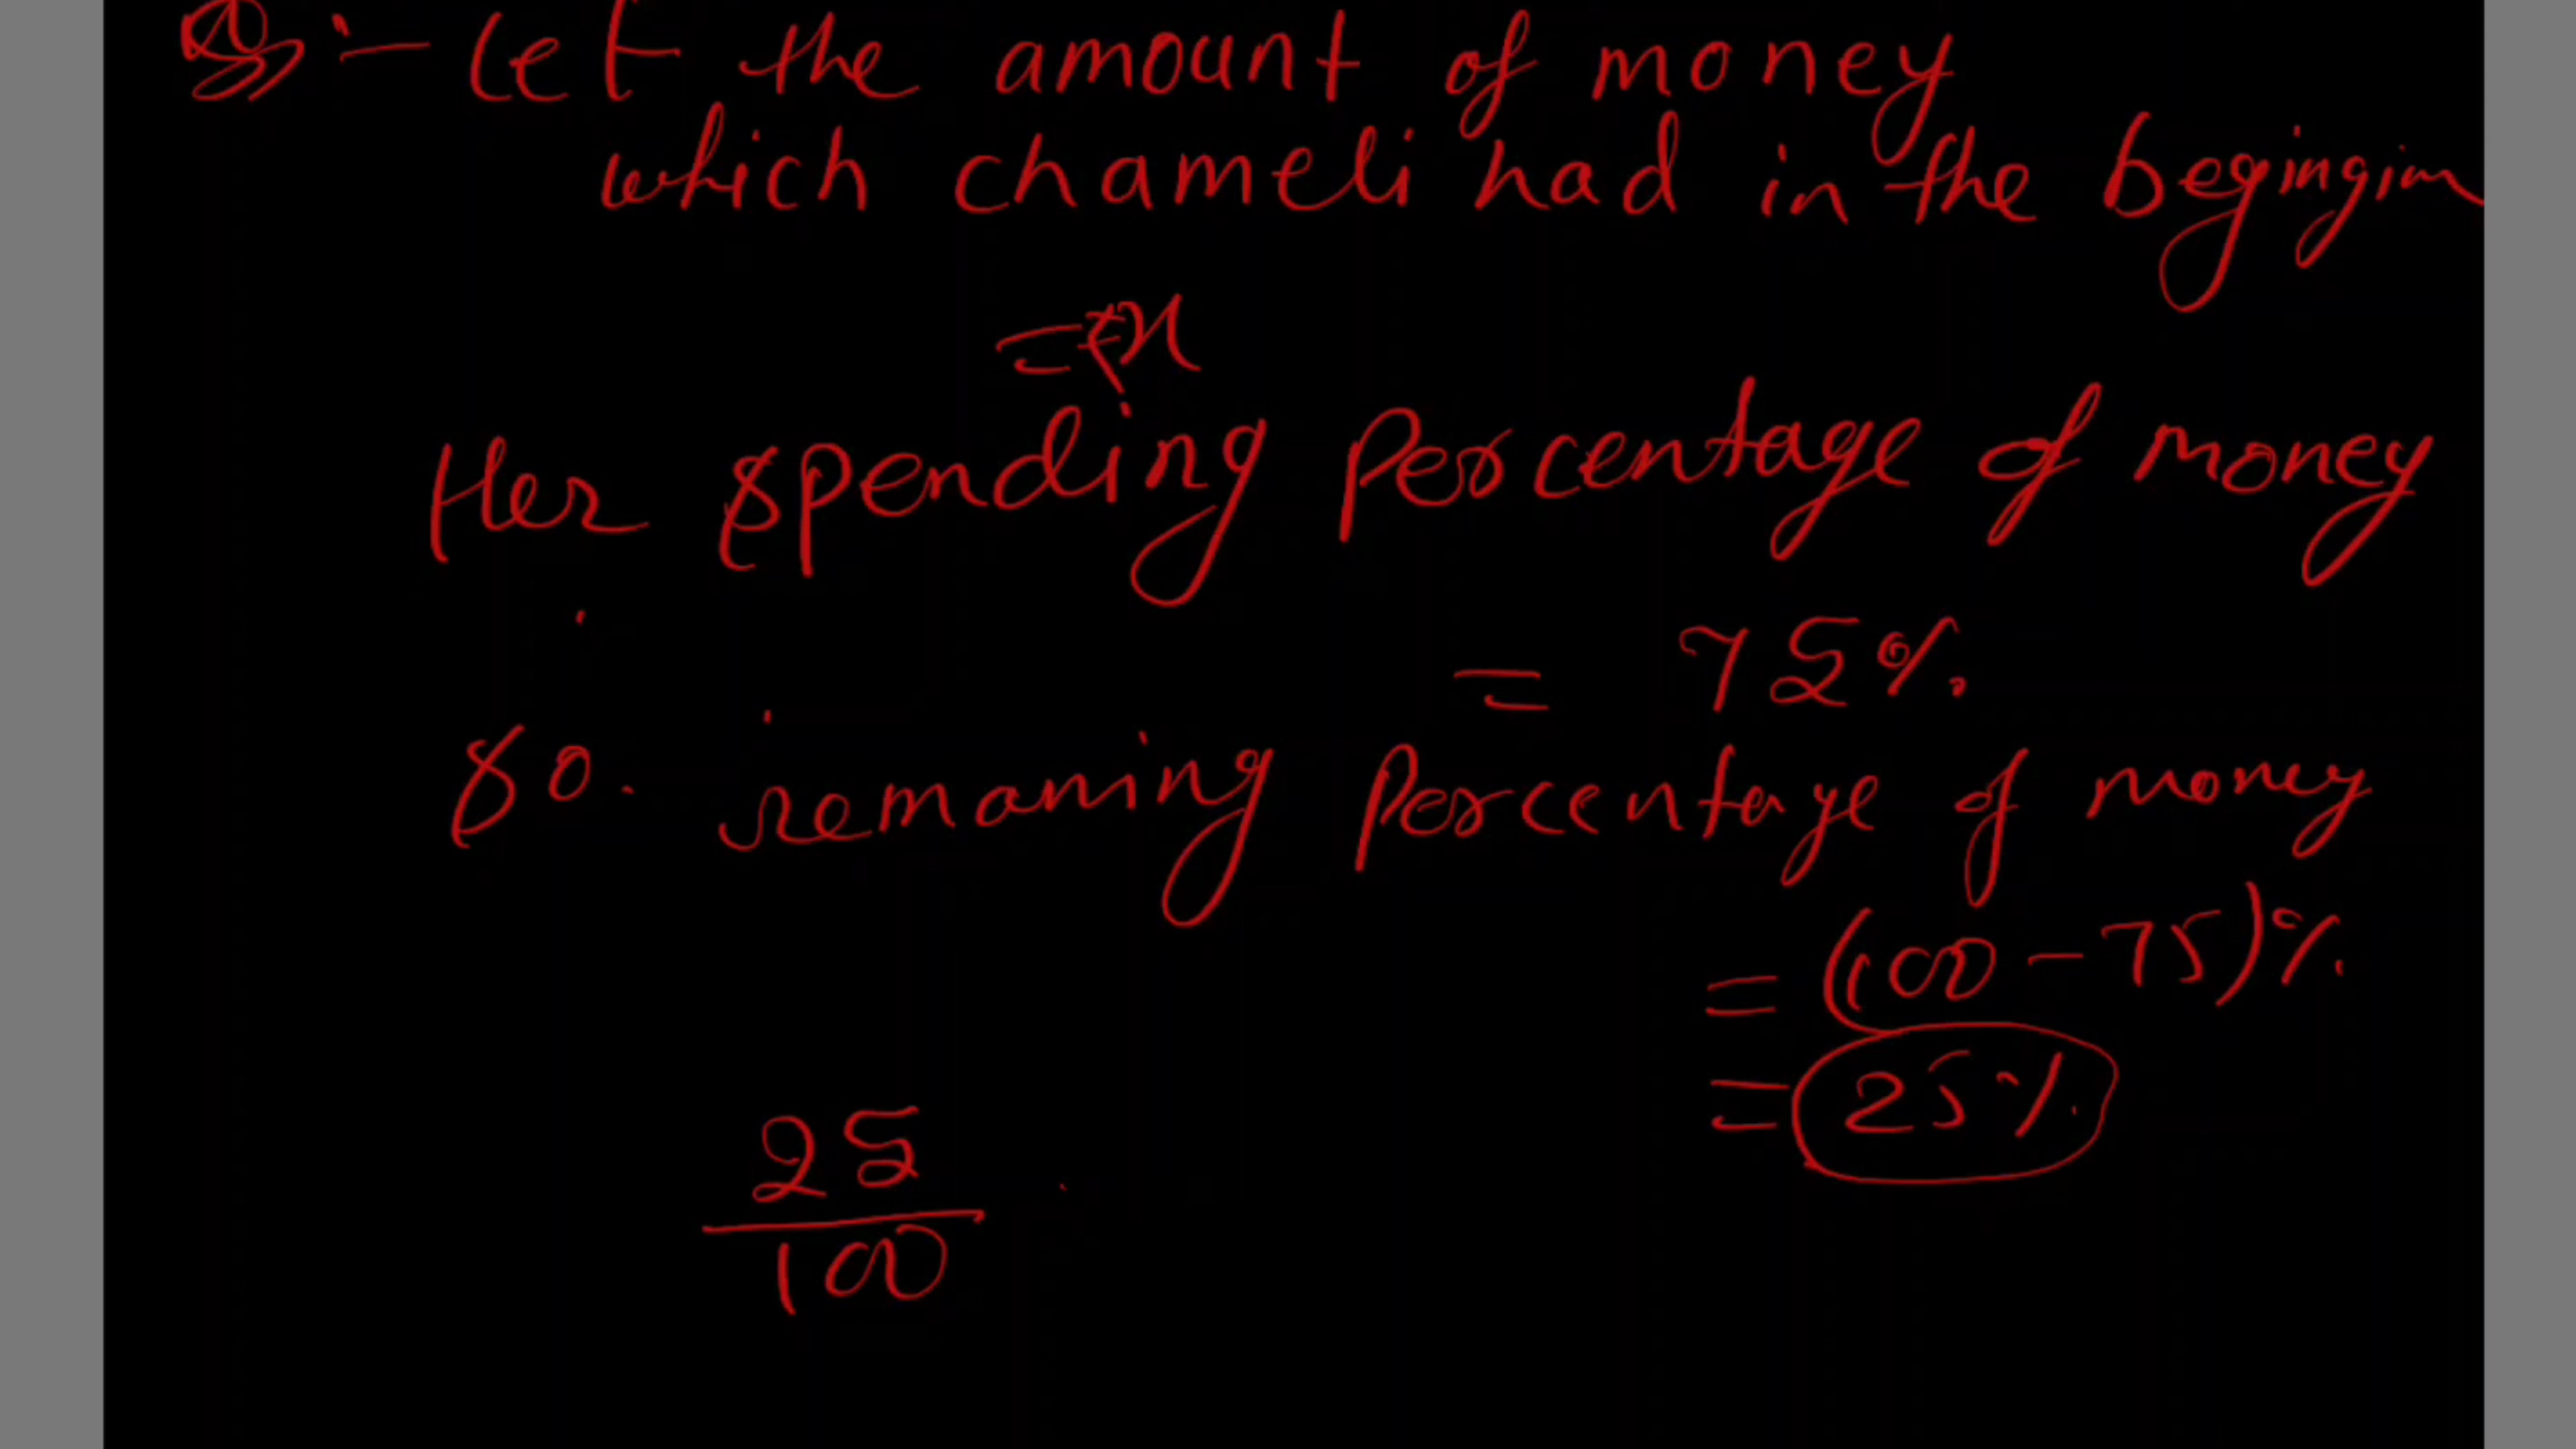 :- Let the amount of money
which chameli had in the begingin
= ₹x
Her spending percentage of money
= 75%
So. remaning percentage of money
= (100-75)%
= 25%
25
100